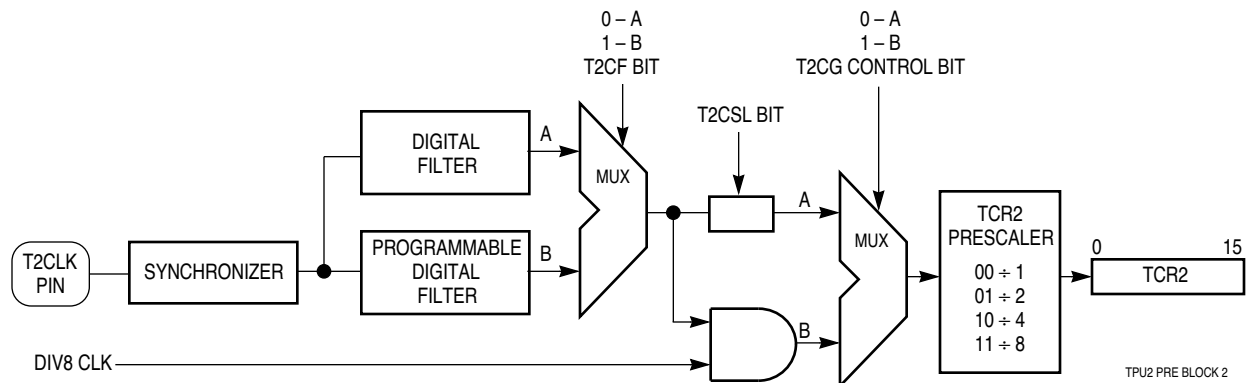 0 – A
1 – B
T2CF BIT
0 – A
1 – B
T2CG CONTROL BIT
T2CSL BIT
DIGITAL
FILTER
A
MUX
T2CLK
PIN
SYNCHRONIZER
PROGRAMMABLE
DIGITAL
FILTER
B
A
MUX
B
DIV8 CLK
TCR2
PRESCALER
00 ÷ 1
01 ÷ 2
10 ÷ 4
11 ÷ 8
0 15
TCR2
TPU2 PRE BLOCK 2